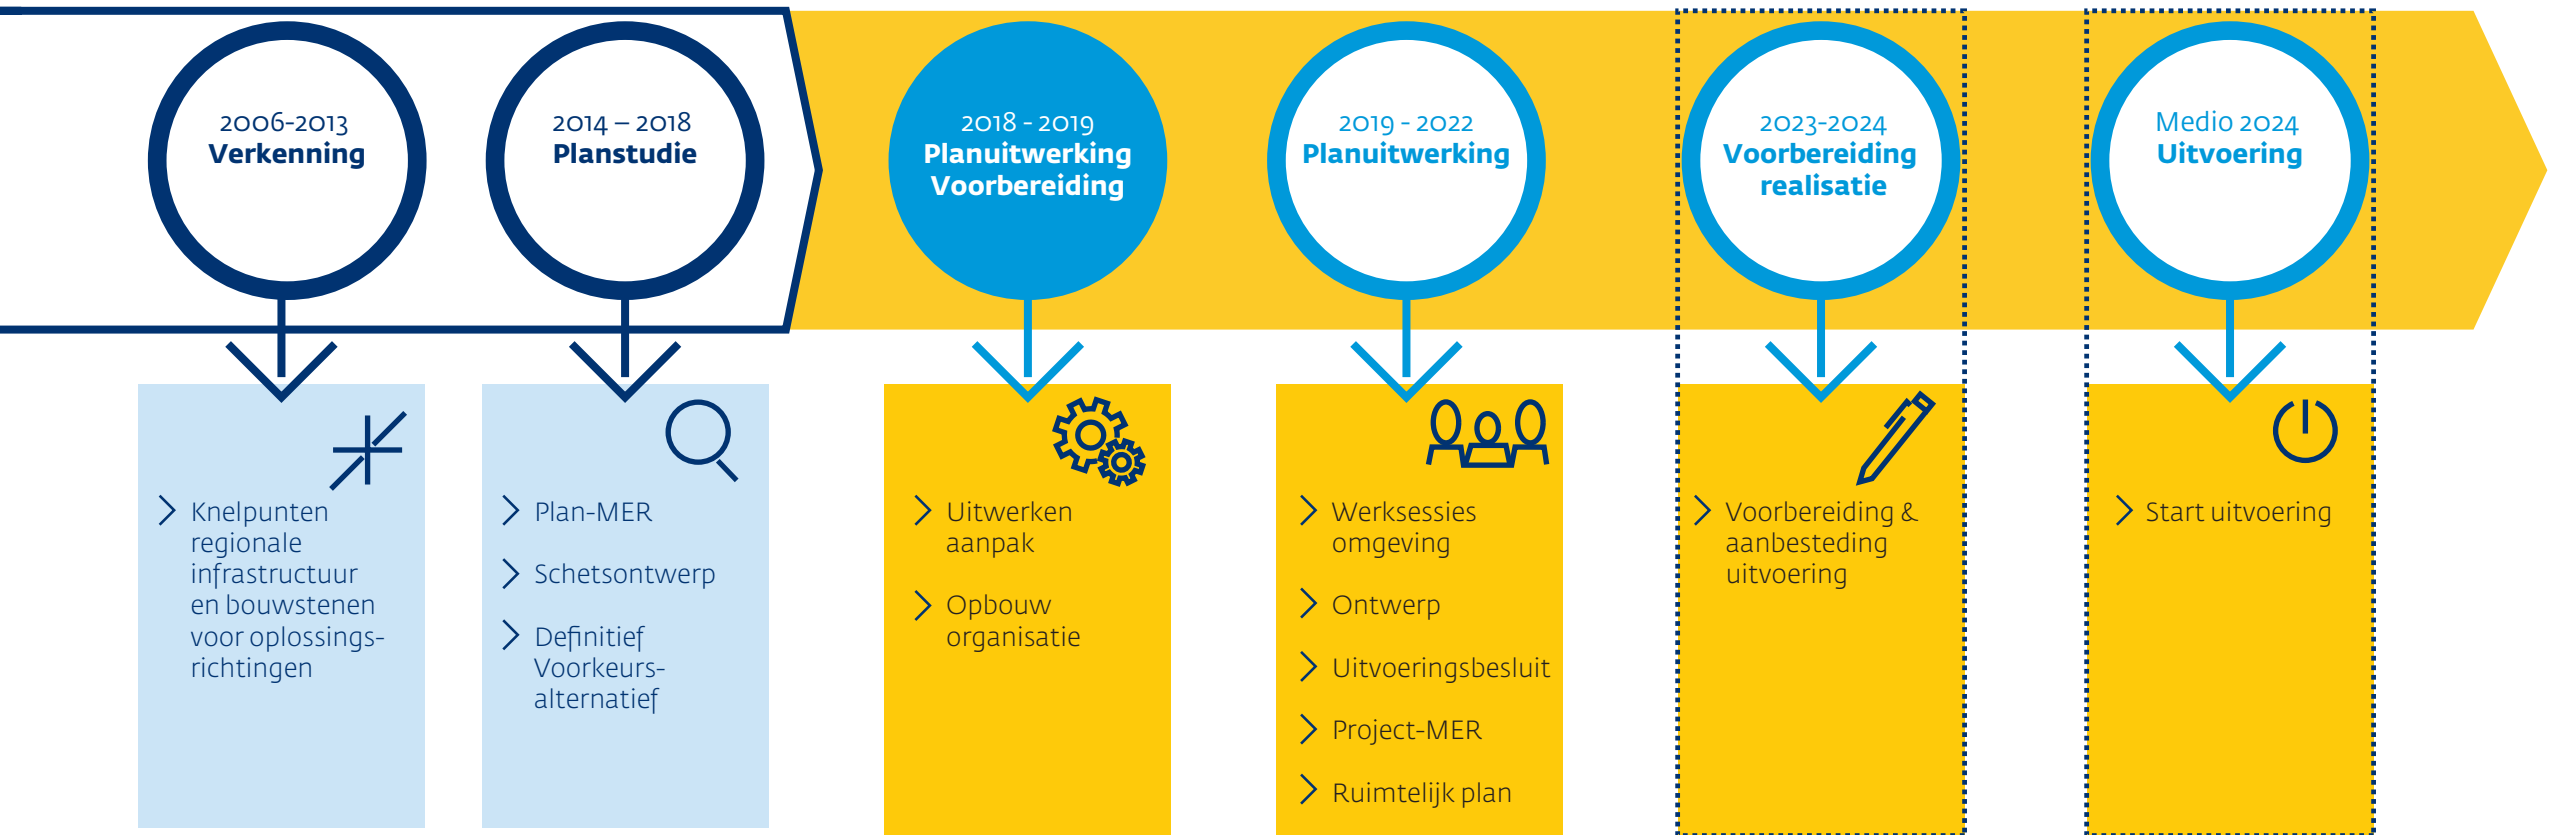 2006-2013
Verkenning
2014 – 2018
Planstudie
2018 - 2019
Planuitwerking
Voorbereiding
2019 - 2022
Planuitwerking
2023-2024
Voorbereiding
realisatie
Medio 2024
Uitvoering
Knelpunten
regionale
infrastructuur
en bouwstenen
voor oplossings-
richtingen
Plan-MER
Schetsontwerp
Definitief
Voorkeurs-
alternatief
Uitwerken
aanpak
Opbouw
organisatie
Werksessies
omgeving
Ontwerp
Uitvoeringsbesluit
Project-MER
Ruimtelijk plan
Voorbereiding &
aanbesteding
uitvoering
Start uitvoering